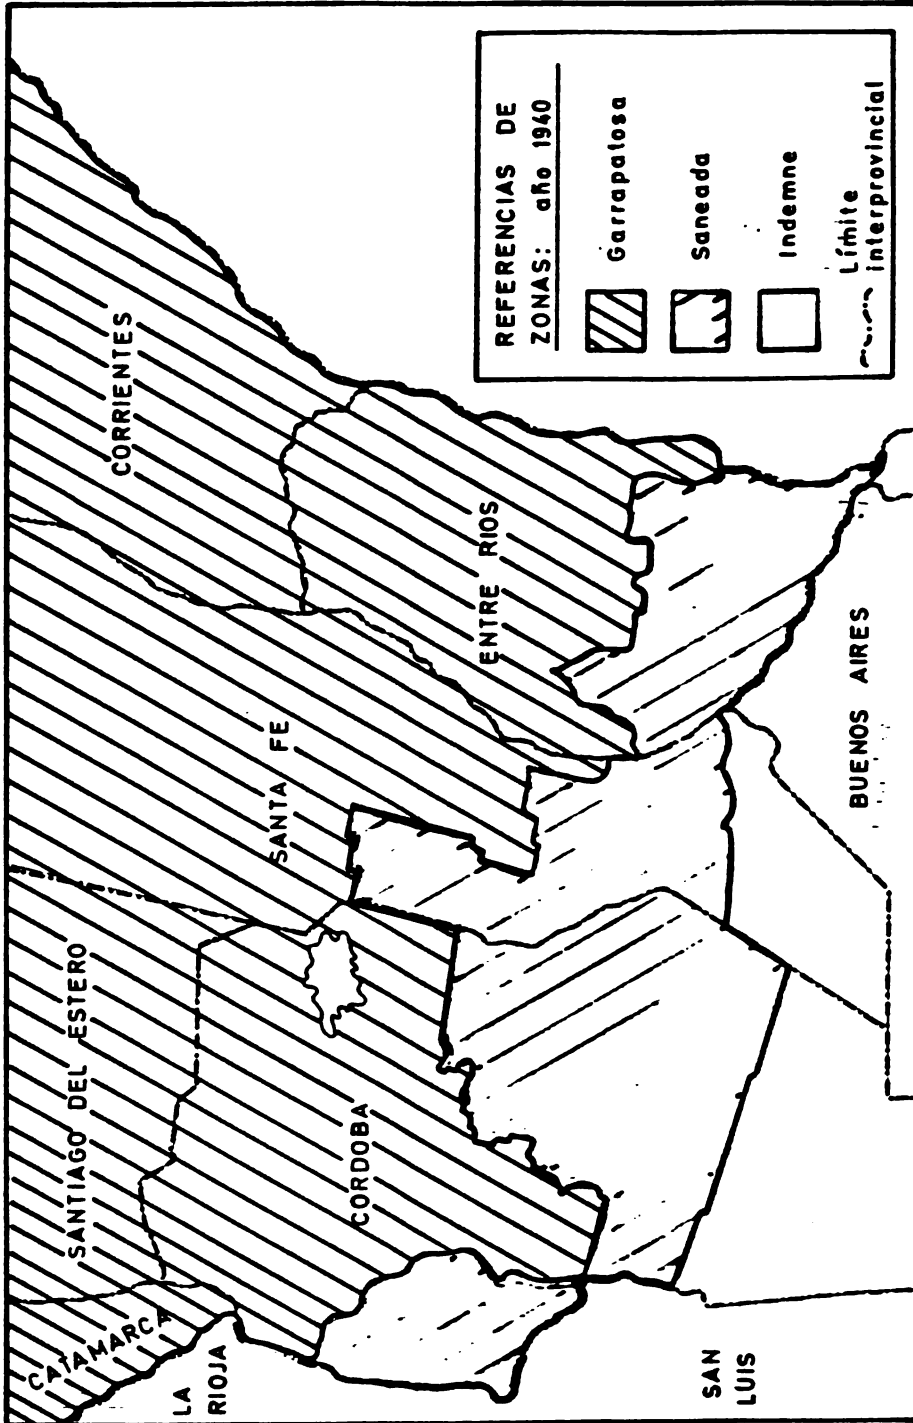 REFERENCIAS DE
ZONAS: año 1940
Garrapatosa
Saneada
Indemne
Límite
interprovincial
CORRIENTES
ENTRE RIOS
SANTA FE
SANTIAGO DEL ESTERO
CORDOBA
CATAMARCA
LA
RIOJA
SAN
LUIS
BUENOS AIRES